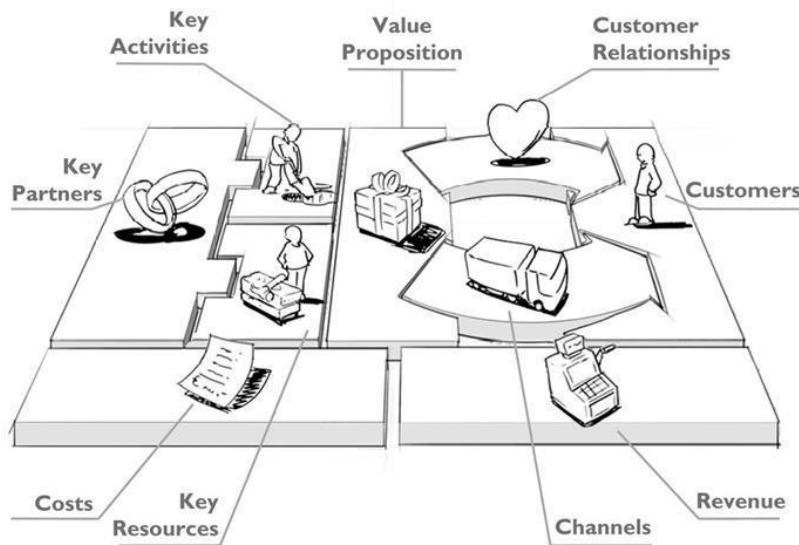 Key
Activities
Value
Proposition
Customer
Relationships
Key
Partners
Customers
Costs
Key
Resources
Channels
Revenue